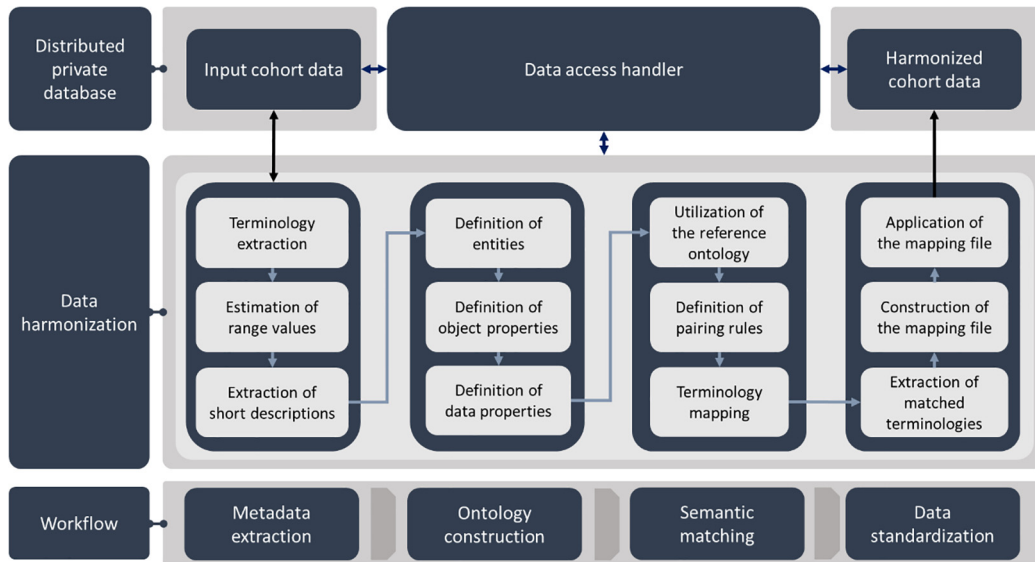 Distributed
private
database
Input cohort data
Data access handler
Harmonized
cohort data
Data
harmonization
Terminology
extraction
Estimation of
range values
Extraction of
short descriptions
Definition of
entities
Definition of
object properties
Definition of
data properties
Utilization of
the reference
ontology
Definition of
pairing rules
Terminology
mapping
Application of
the mapping file
Construction of
the mapping file
Extraction of
matched
terminologies
Workflow
Metadata
extraction
Ontology
construction
Semantic
matching
Data
standardization